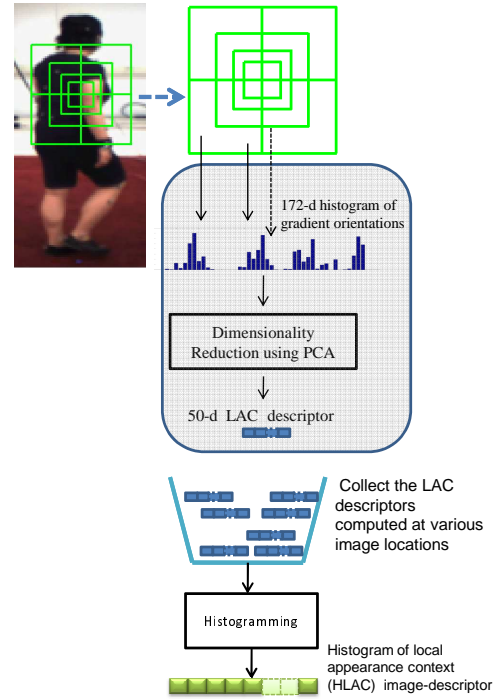 172-d histogram of
gradient orientations
Dimensionality
Reduction using PCA
50-d LAC descriptor
Collect the LAC
descriptors
computed at various
image locations
Histogramming
Histogram of local
appearance context
(HLAC) image-descriptor